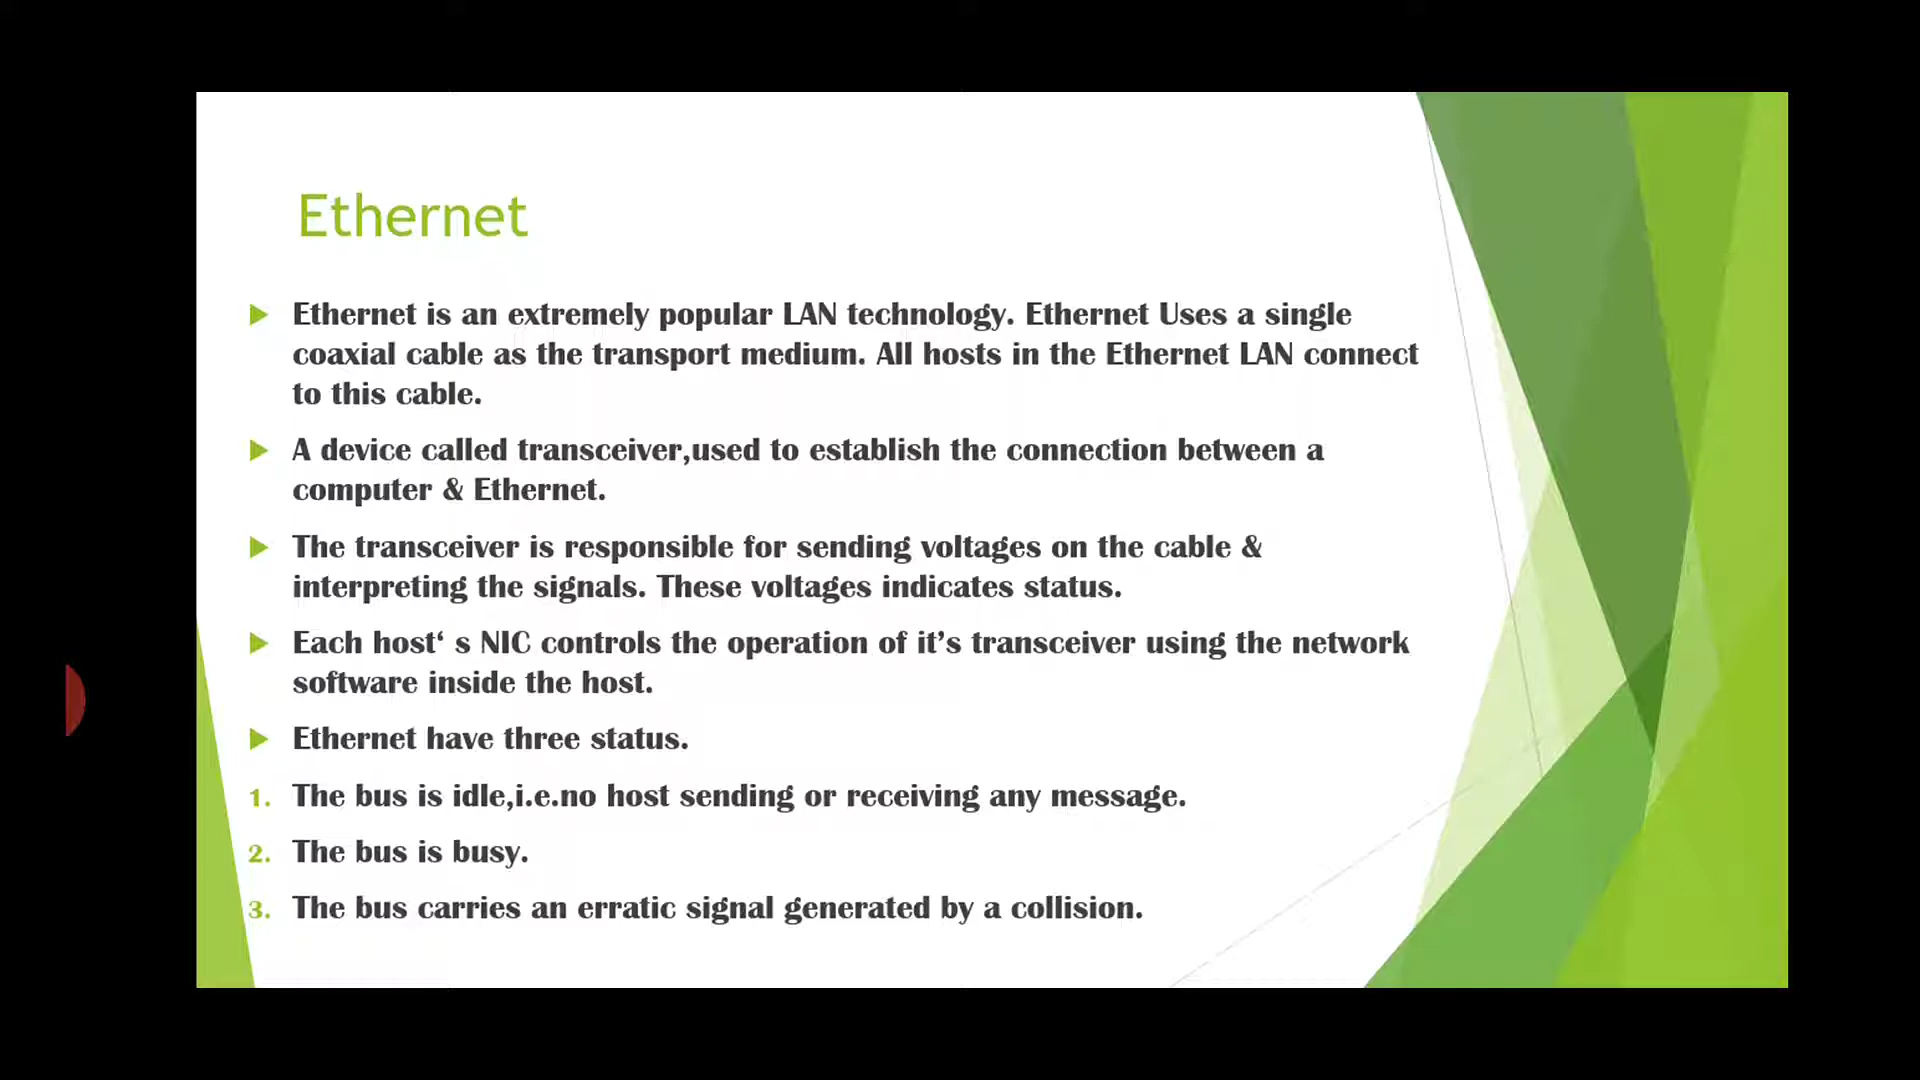 Ethernet
Ethernet is an extremely popular LAN technology. Ethernet Uses a single
coaxial cable as the transport medium. All hosts in the Ethernet LAN connect
to this cable.
A device called transceiver,used to establish the connection between a
computer & Ethernet.
The transceiver is responsible for sending voltages on the cable &
interpreting the signals. These voltages indicates status.
Each host‘ s NIC controls the operation of it’s transceiver using the network
software inside the host.
Ethernet have three status.
1. The bus is idle,i.e.no host sending or receiving any message.
2. The bus is busy.
3. The bus carries an erratic signal generated by a collision.